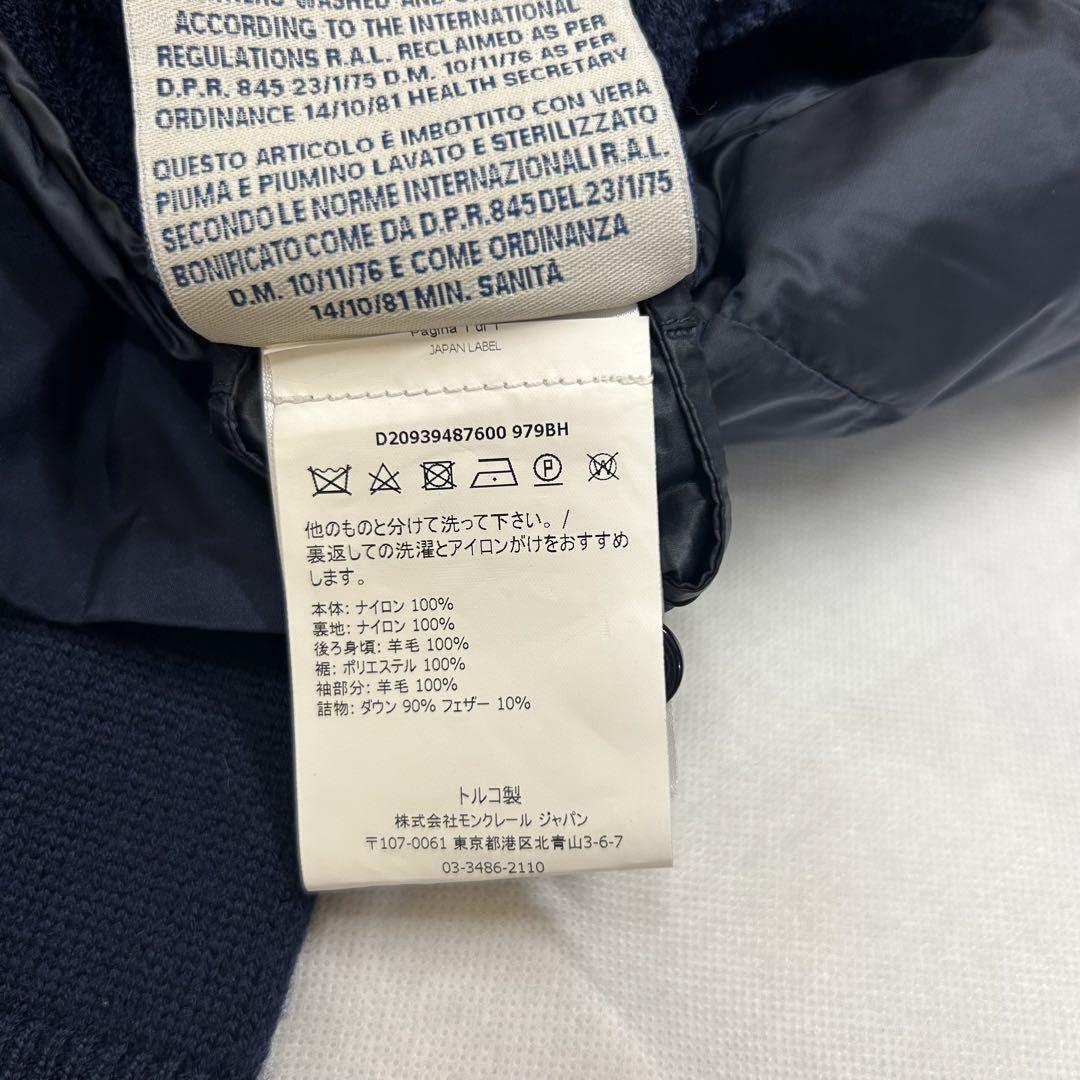 WASHED AND
ACCORDING TO THE INTERNATIONAL
REGULATIONS R.A.L. RECLAIMED AS PER
D.P.R. 845 23/1/75 D.M. 10/11/76 AS PER
ORDINANCE 14/10/81 HEALTH SECRETARY
QUESTO ARTICOLO È IMBOTTITO CON VERA
PIUMA E PIUMINO LAVATO E STERILIZZATO
SECONDO LE NORME INTERNAZIONALI R.A.L.
BONIFICATO COME DA D.P.R. 845 DEL 23/1/75
D.M. 10/11/76 E COME ORDINANZA
14/10/81 MIN. SANITÀ
Pagina 1 di 1
JAPAN LABEL
D20939487600 979BH
P W
他のものと分けて洗って下さい。/
裏返しての洗濯とアイロンがけをおすすめ
します。
本体: ナイロン 100%
裏地: ナイロン 100%
後ろ身頃: 羊毛 100%
裾: ポリエステル 100%
袖部分: 羊毛 100%
詰物: ダウン 90% フェザー 10%
トルコ製
株式会社モンクレール ジャパン
〒107-0061 東京都港区北青山3-6-7
03-3486-2110